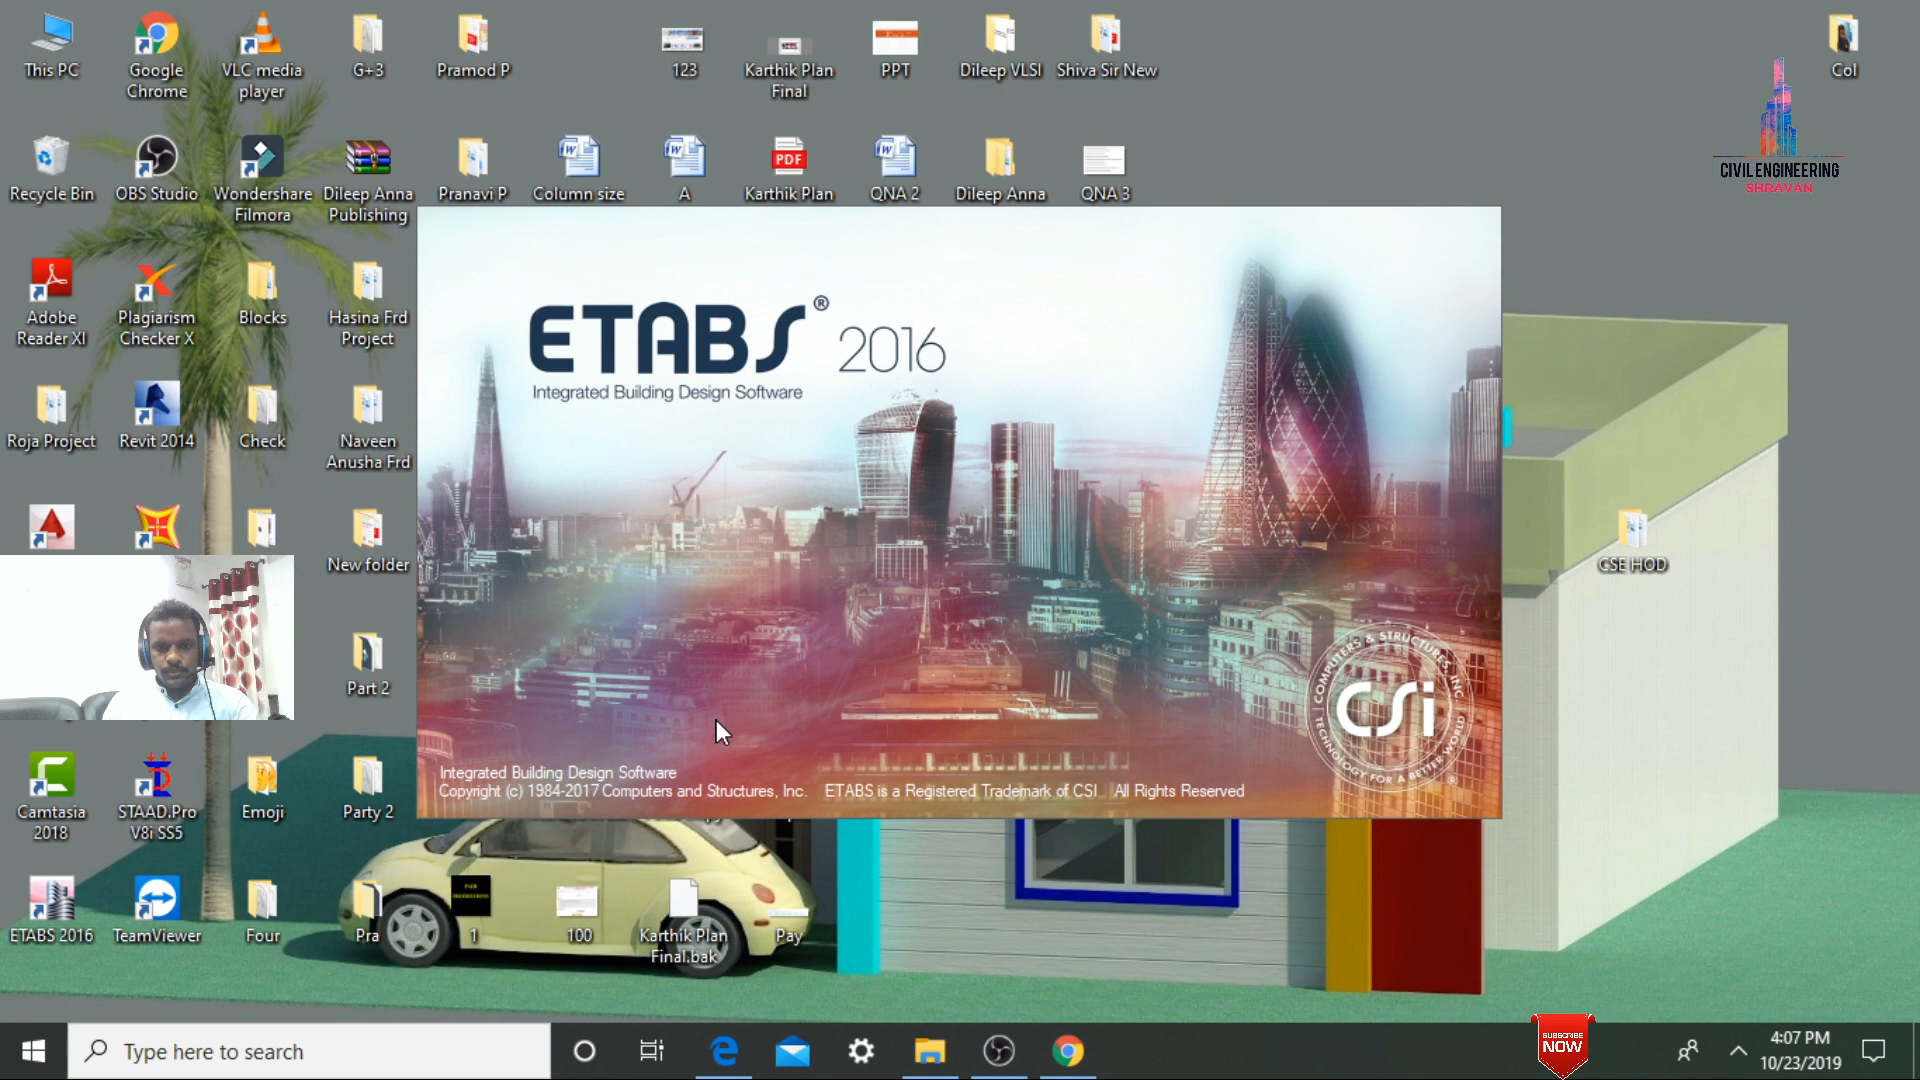 This PC
Google
Chrome
VLC media
player
G+3
Pramod P
123
Karthik Plan
Final
PPT
Dileep VLSI
Shiva Sir New
Col
Recycle Bin
OBS Studio
Wondershare
Filmora
Dileep Anna
Publishing
Pranavi P
Column size
A
PDF
Karthik Plan
QNA 2
Dileep Anna
QNA 3
CIVIL ENGINEERING
SHRAVAN
Adobe
Reader XI
Plagiarism
Checker X
Blocks
Hasina Frd
Project
ETABS® 2016
Integrated Building Design Software
Roja Project
Revit 2014
Check
Naveen
Anusha Frd
New folder
CSE HOD
Part 2
COMPUTERS & STRUCTURES, INC.
CSi
TECHNOLOGY FOR A BETTER WORLD
®
Integrated Building Design Software
Copyright (c) 1984-2017 Computers and Structures, Inc. ETABS is a Registered Trademark of CSI All Rights Reserved
Camtasia
2018
STAAD.Pro
V8i SS5
Emoji
Party 2
ETABS 2016
TeamViewer
Four
Pra
1
100
Karthik Plan
Final.bak
Pay
Type here to search
SUBSCRIBE
NOW
4:07 PM
10/23/2019